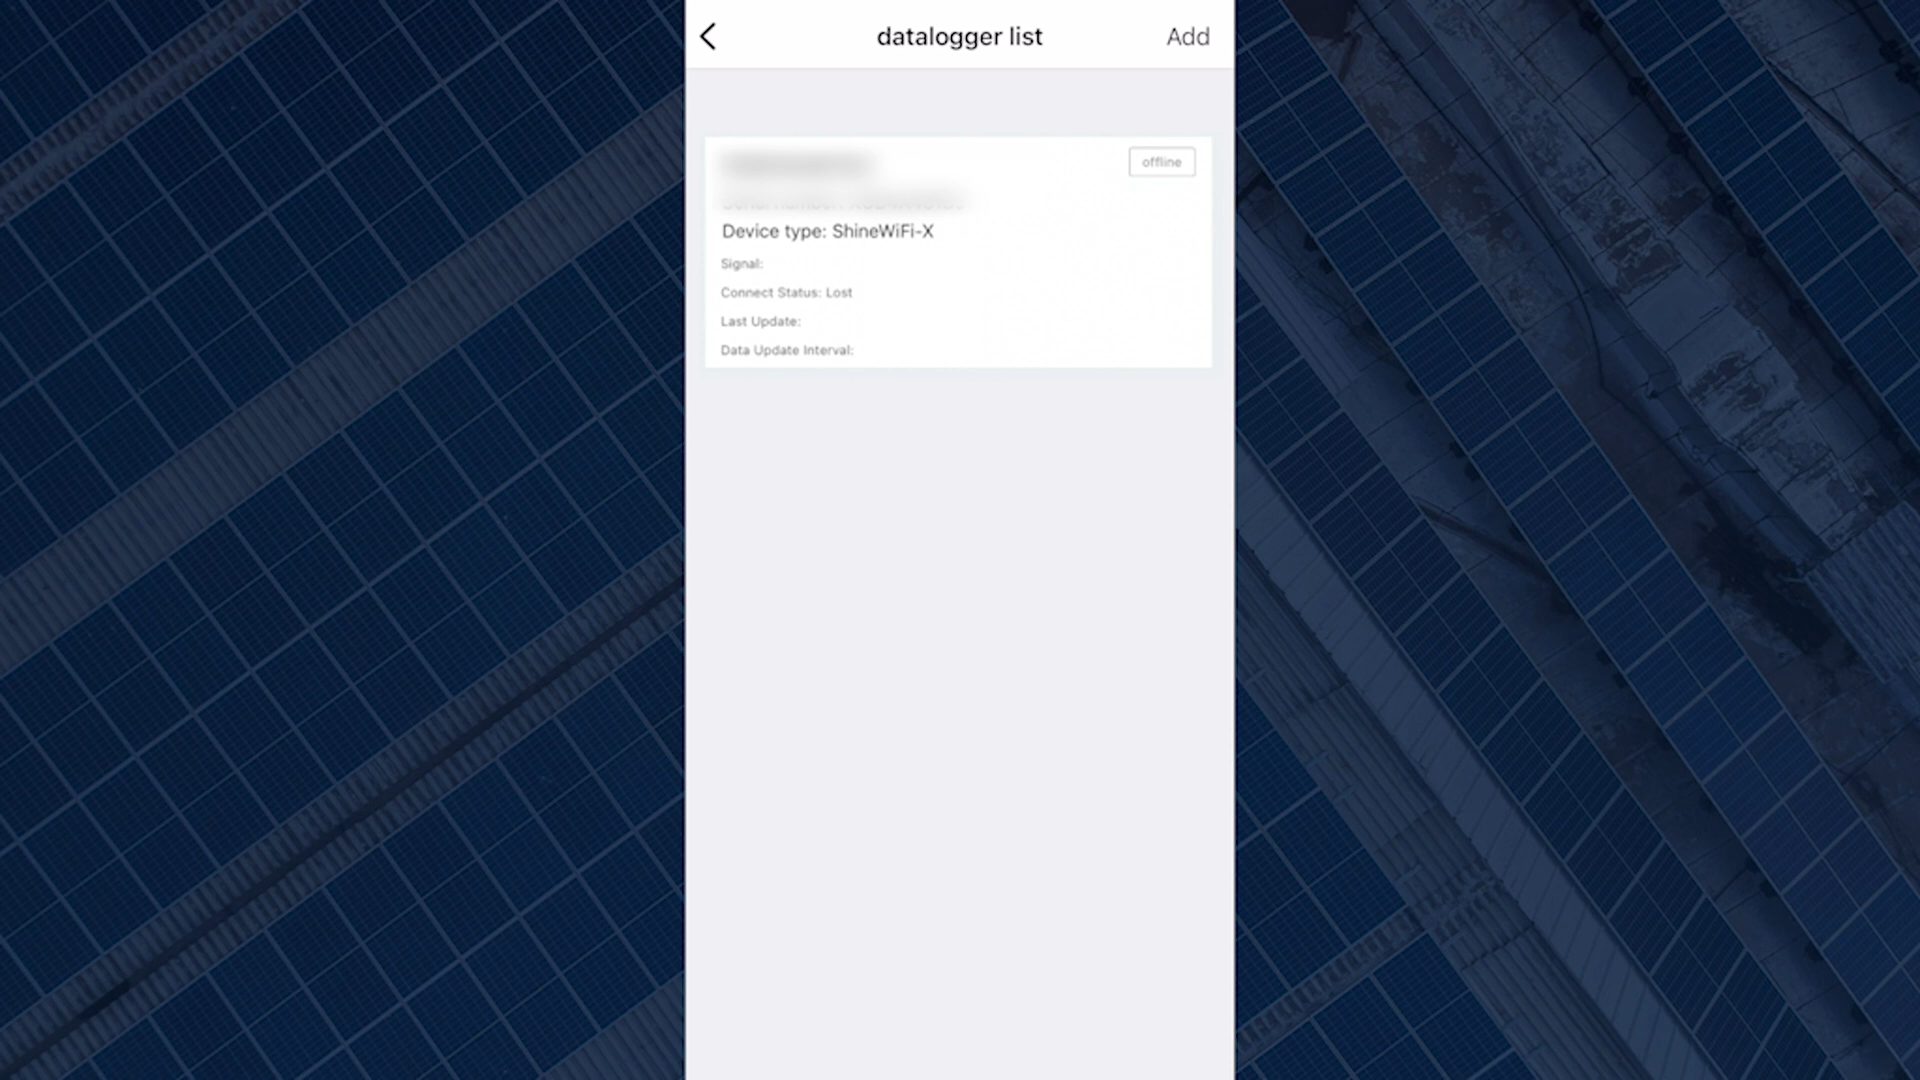 datalogger list
Add
offline
Device type: ShineWiFi-X
Signal:
Connect Status: Lost
Last Update:
Data Update Interval: